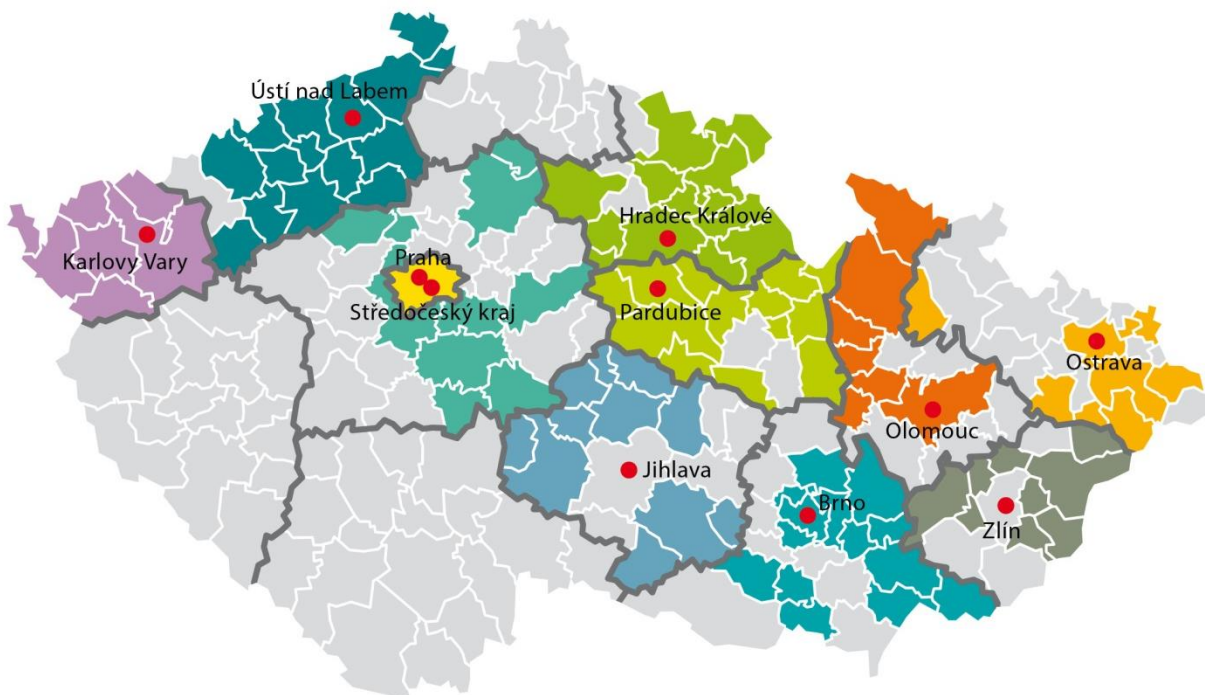 Ústí nad Labem
Hradec Králové
Karlovy Vary
Praha
Středočeský kraj
Pardubice
Ostrava
Olomouc
Jihlava
Brno
Zlín